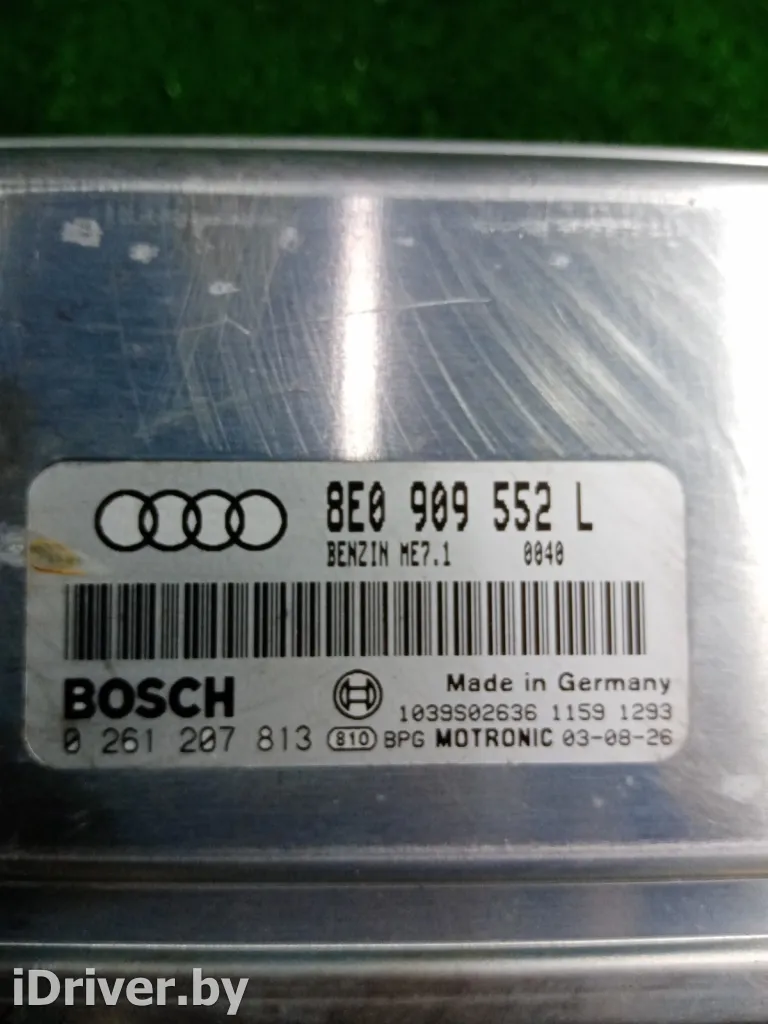 8E0 909 552 L
BENZIN ME7.1 0040
BOSCH
Made in Germany
1039S02636 1159 1293
0 261 207 813 810 BPG MOTRONIC 03-08-26
iDriver.by